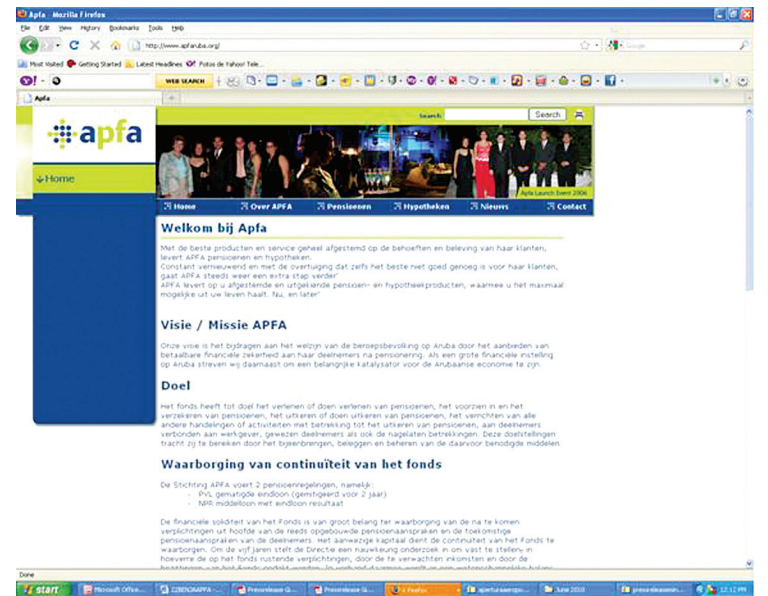 Apfa - Mozilla Firefox
File Edit View History Bookmarks Tools Help
http://www.apfaruba.org/
Google
Most Visited Getting Started Latest Headlines Fotos de Yahoo! Tele...
WEB SEARCH
Apfa
Search Search
apfa
Home
Apfa Launch Event 2006
Home Over APFA Pensioenen Hypotheken Nieuws Contact
Welkom bij Apfa
Met de beste producten en service geheel afgestemd op de behoeften en beleving van haar klanten,
levert APFA pensioenen en hypotheken.
Constant vernieuwend en met de overtuiging dat zelfs het beste niet goed genoeg is voor haar klanten,
gaat APFA steeds weer een extra stap verder"
APFA levert op u afgestemde en uitgekiende pensioen- en hypotheekproducten, waarmee u het maximaal
mogelijke uit uw leven haalt. Nu, en later"
Visie / Missie APFA
Onze visie is het bijdragen aan het welzijn van de beroepsbevolking op Aruba door het aanbieden van
betaalbare financiële zekerheid aan haar deelnemers na pensionering. Als een grote financiële instelling
op Aruba streven wij daarnaast om een belangrijke katalysator voor de Arubaanse economie te zijn.
Doel
Het fonds heeft tot doel het verlenen of doen verlenen van pensioenen, het voorzien in en het
verzekeren van pensioenen, het uitkeren of doen uitkeren van pensioenen, het verrichten van alle
andere handelingen of activiteiten met betrekking tot het uitkeren van pensioenen, aan deelnemers
verbonden aan werkgever, gewezen deelnemers als ook de nagelaten betrekkingen. Deze doelstellingen
tracht zij te bereiken door het bijeenbrengen, beleggen en beheren van de daarvoor benodigde middelen.
Waarborging van continuïteit van het fonds
De Stichting APFA voert 2 pensioenregelingen, namelijk:
- PVL gematigde eindloon (gemitigeerd voor 2 jaar)
- NPR middelloon met eindloon resultaat
De financiële soliditeit van het Fonds is van groot belang ter waarborging van de na te komen
verplichtingen uit hoofde van de reeds opgebouwde pensioenaanspraken en de toekomstige
pensioenaanspraken van de deelnemers. Het aanwezige kapitaal dient de continuïteit van het Fonds te
waarborgen. Om de vijf jaren stelt de Directie een nauwkeurig onderzoek in om vast te stellen, in
hoeverre de op het fonds rustende verplichtingen, door de te verwachten inkomsten en door de
Done
start Microsoft Office... Pressrelease G... Pressrelease G... Firefox June 2010 12:12 PM